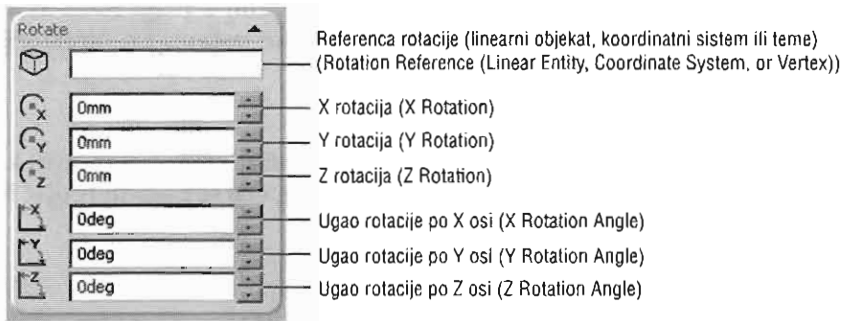 Rotate
Referenca rotacije (linearni objekat, koordinatni sistem ili teme)
(Rotation Reference (Linear Entity, Coordinate System, or Vertex))
X 0mm X rotacija (X Rotation)
Y 0mm Y rotacija (Y Rotation)
Z 0mm Z rotacija (Z Rotation)
X 0deg Ugao rotacije po X osi (X Rotation Angle)
Y 0deg Ugao rotacije po Y osi (Y Rotation Angle)
Z 0deg Ugao rotacije po Z osi (Z Rotation Angle)